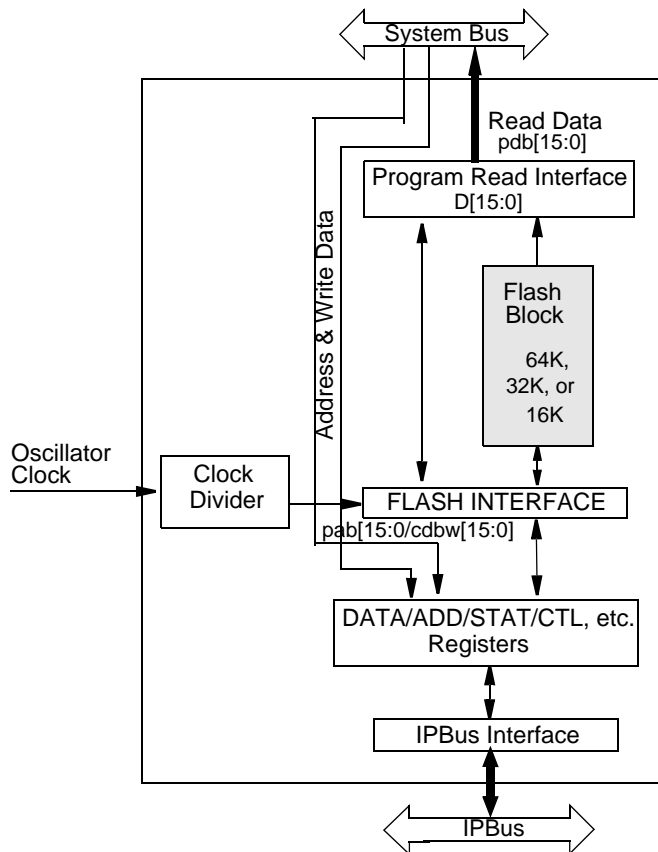 System Bus
Read Data
pdb[15:0]
Program Read Interface
D[15:0]
Address & Write Data
Flash
Block
64K,
32K, or
16K
Oscillator
Clock
Clock
Divider
FLASH INTERFACE
pab[15:0/cdbw[15:0]
DATA/ADD/STAT/CTL, etc.
Registers
IPBus Interface
IPBus